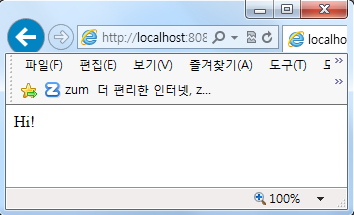 http://localhost:808
localho
파일(F) 편집(E) 보기(V) 즐겨찾기(A) 도구(T)
zum 더 편리한 인터넷, z...
Hi!
100%